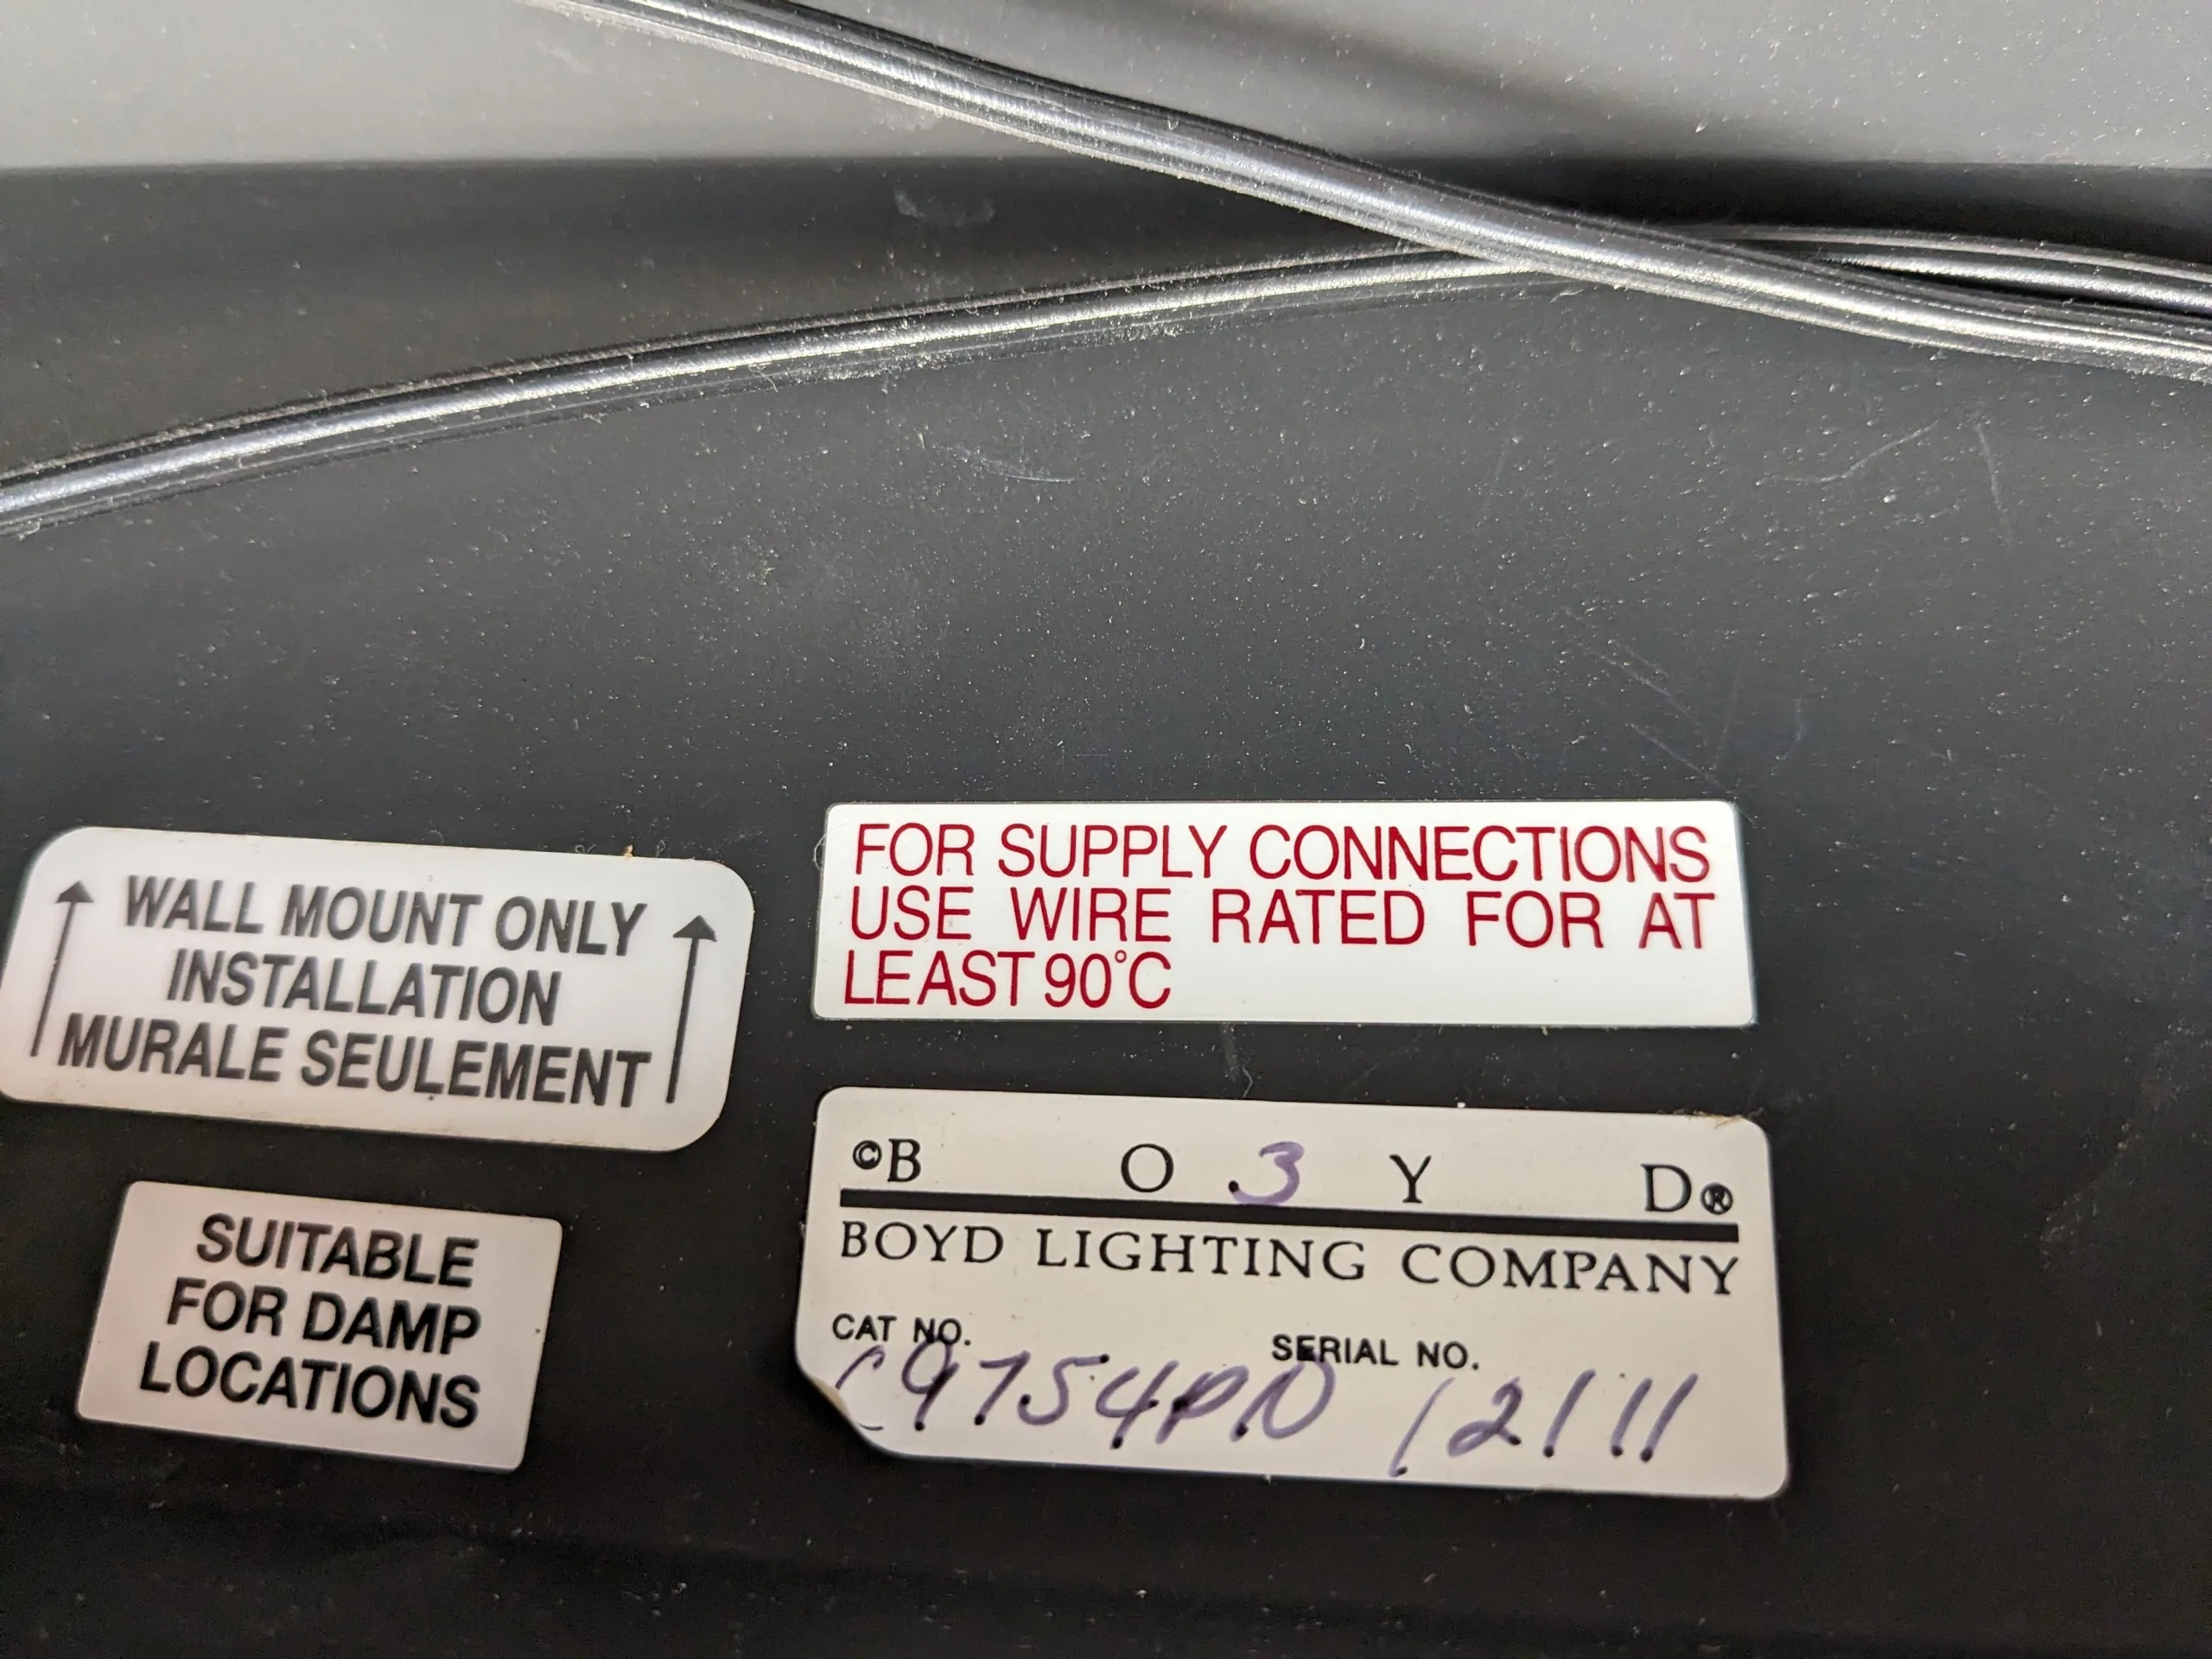 WALL MOUNT ONLY
INSTALLATION
MURALE SEULEMENT
SUITABLE
FOR DAMP
LOCATIONS
FOR SUPPLY CONNECTIONS
USE WIRE RATED FOR AT
LEAST 90°C
©B O 3 Y D®
BOYD LIGHTING COMPANY
CAT NO. SERIAL NO.
C9754PN 12111